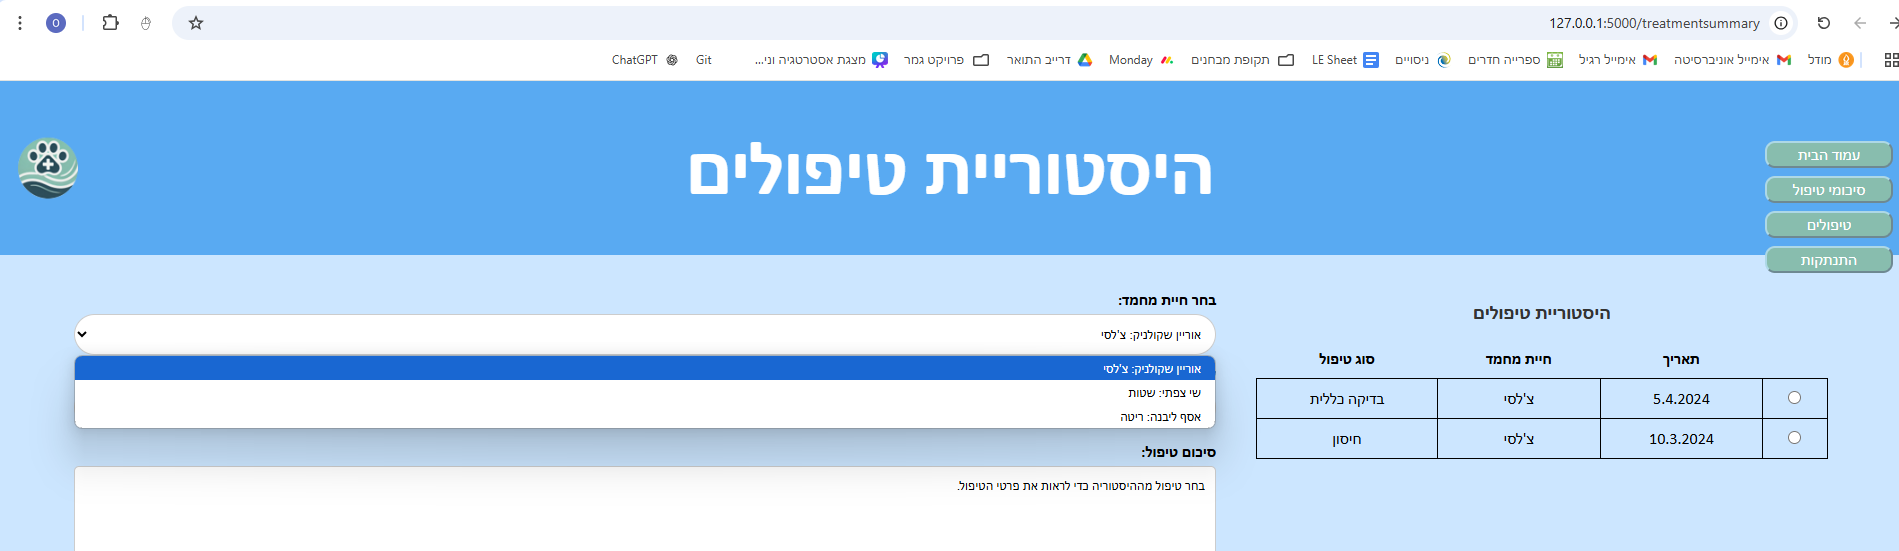 127.0.0.1:5000/treatmentsummary
O
מודל
אימייל אוניברסיטה
אימייל רגיל
ספרייה חדרים
ניסויים
LE Sheet
תקופת מבחנים
Monday
דרייב התואר
פרויקט גמר
מצגת אסטרטגיה וני...
Git
ChatGPT
היסטוריית טיפולים
עמוד הבית
סיכומי טיפול
טיפולים
התנתקות
היסטוריית טיפולים
תאריך חיית מחמד סוג טיפול
5.4.2024 צ'לסי בדיקה כללית
10.3.2024 צ'לסי חיסון
בחר חיית מחמד:
אוריין שקולניק: צ'לסי
אוריין שקולניק: צ'לסי
שי צפתי: שטות
אסף ליבנה: ריטה
סיכום טיפול:
בחר טיפול מההיסטוריה כדי לראות את פרטי הטיפול.